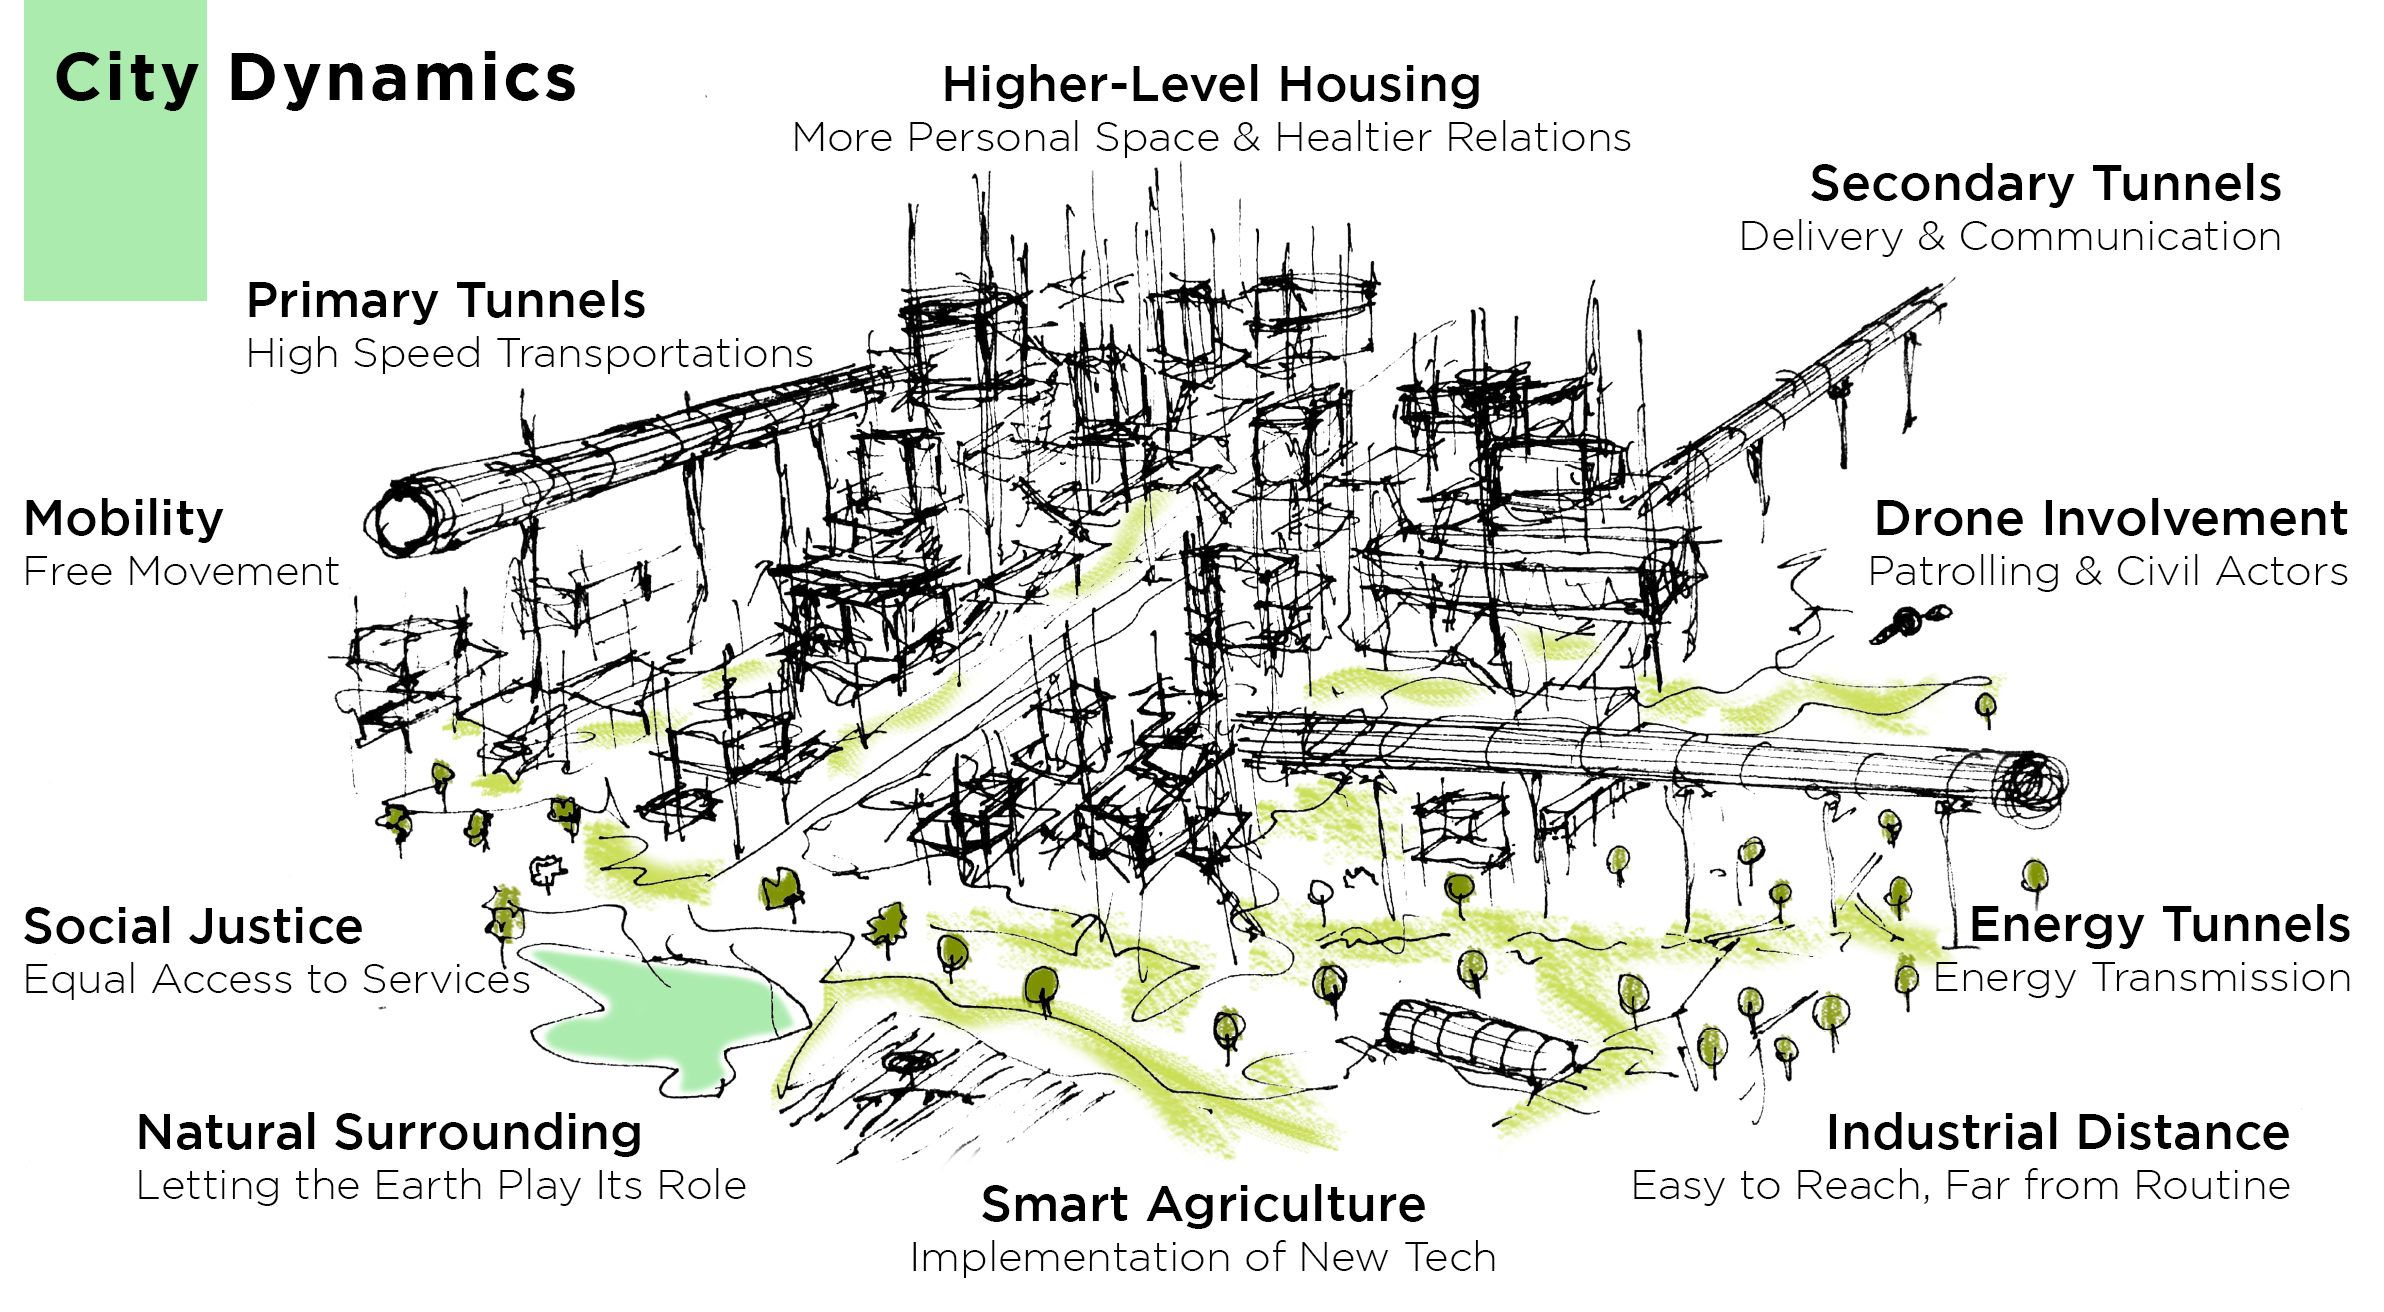 City Dynamics
Higher-Level Housing
More Personal Space & Healtier Relations
Secondary Tunnels
Delivery & Communication
Primary Tunnels
High Speed Transportations
Mobility
Free Movement
Drone Involvement
Patrolling & Civil Actors
Social Justice
Equal Access to Services
Energy Tunnels
Energy Transmission
Natural Surrounding
Letting the Earth Play Its Role
Industrial Distance
Easy to Reach, Far from Routine
Smart Agriculture
Implementation of New Tech